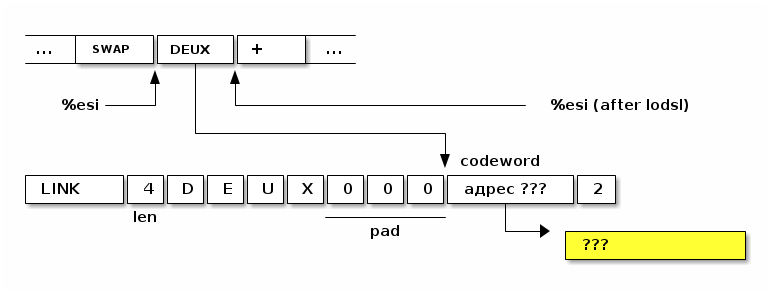 ... SWAP DEUX + ...
%esi %esi (after lodsl)
codeword
LINK 4 D E U X 0 0 0 адрес ??? 2
len
pad
???